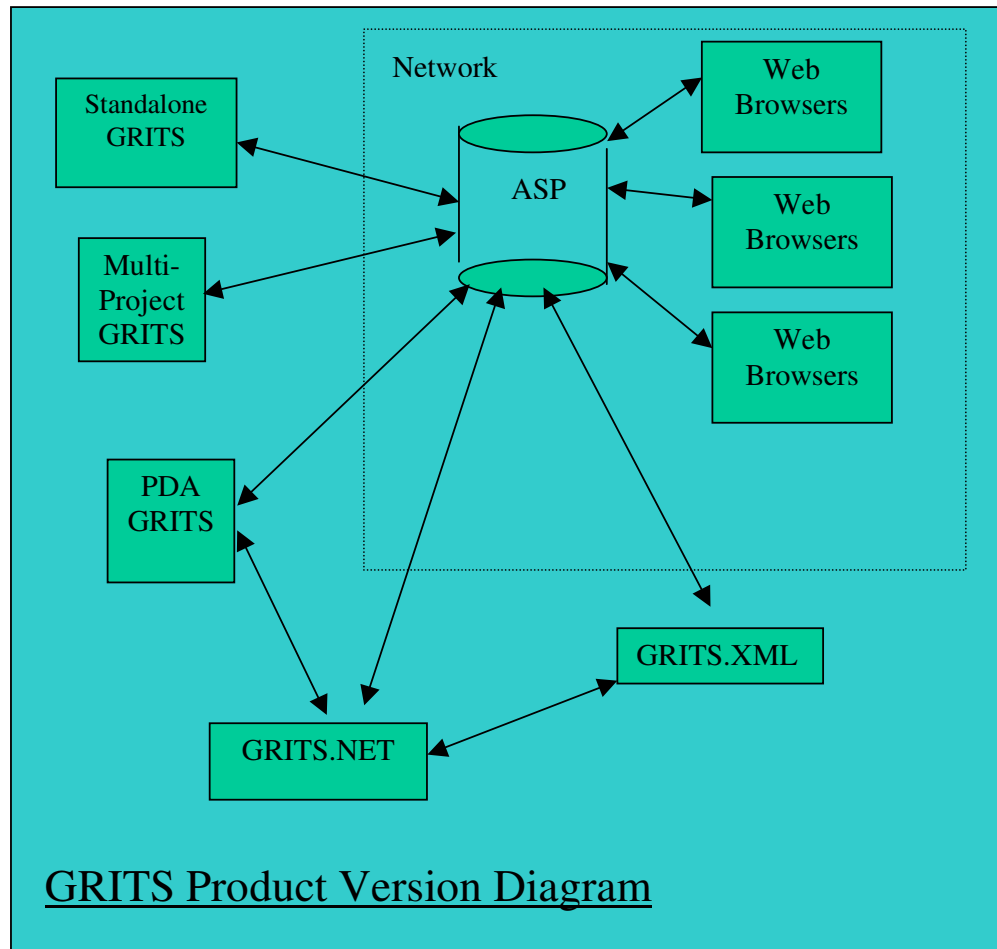 Network
Web
Browsers
Standalone
GRITS
ASP
Web
Browsers
Multi-
Project
GRITS
Web
Browsers
PDA
GRITS
GRITS.XML
GRITS.NET
GRITS Product Version Diagram